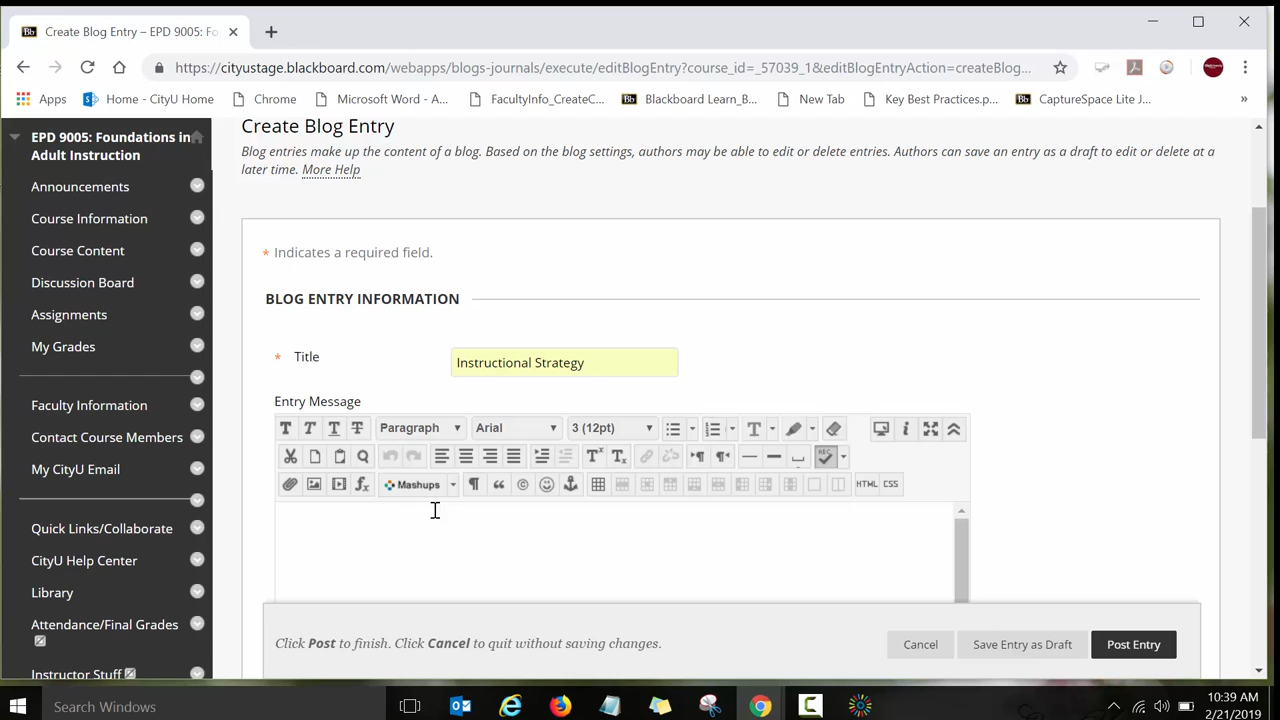 Bb Create Blog Entry – EPD 9005: Fo
https://cityustage.blackboard.com/webapps/blogs-journals/execute/editBlogEntry?course_id=_57039_1&editBlogEntryAction=createBlog...
Apps Home - CityU Home Chrome Microsoft Word - A... FacultyInfo_CreateC... Bb Blackboard Learn_B... New Tab Key Best Practices.p... Bb CaptureSpace Lite J... »
EPD 9005: Foundations in
Adult Instruction
Announcements
Course Information
Course Content
Discussion Board
Assignments
My Grades
Faculty Information
Contact Course Members
My CityU Email
Quick Links/Collaborate
CityU Help Center
Library
Attendance/Final Grades
Instructor Stuff
Create Blog Entry
Blog entries make up the content of a blog. Based on the blog settings, authors may be able to edit or delete entries. Authors can save an entry as a draft to edit or delete at a
later time. More Help
* Indicates a required field.
BLOG ENTRY INFORMATION
* Title Instructional Strategy
Entry Message
T T T T Paragraph Arial 3 (12pt) T
Mashups HTML CSS
Click Post to finish. Click Cancel to quit without saving changes.
Cancel Save Entry as Draft Post Entry
Search Windows
10:39 AM
2/21/2019